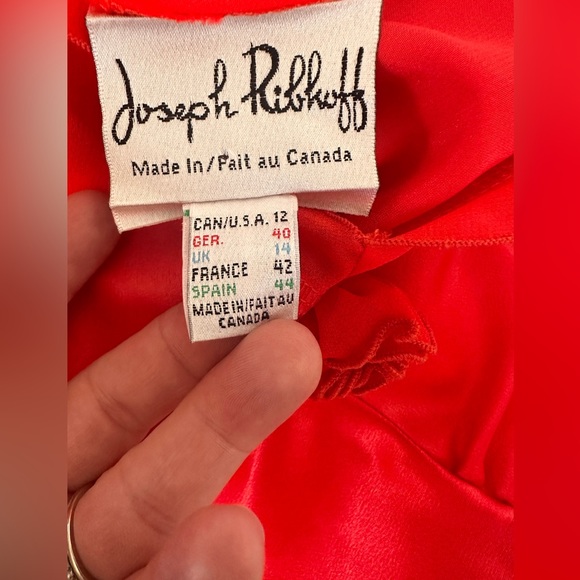 Joseph Ribkoff
Made In/Fait au Canada
CAN/U.S.A. 12
GER. 40
UK 14
FRANCE 42
SPAIN 44
MADE IN/FAIT AU
CANADA